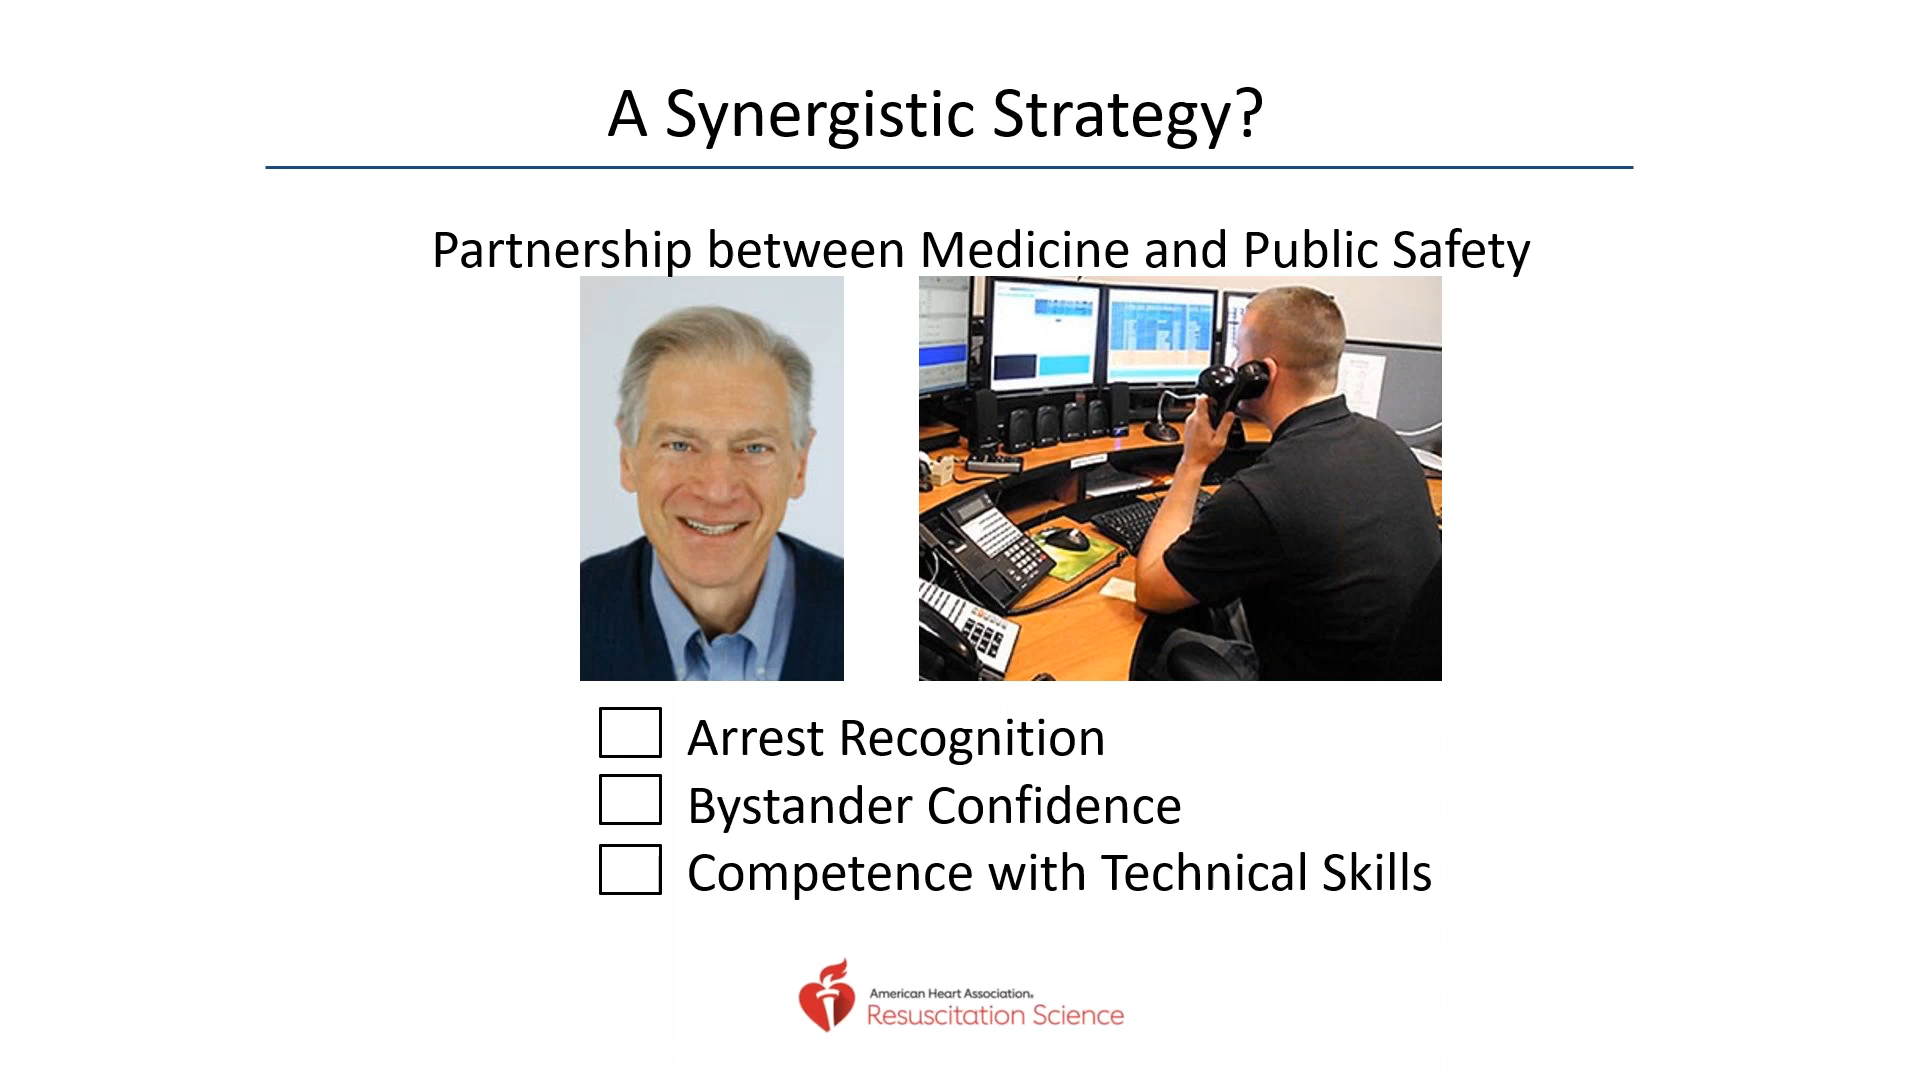 A Synergistic Strategy?
Partnership between Medicine and Public Safety
Arrest Recognition
Bystander Confidence
Competence with Technical Skills
American Heart Association®
Resuscitation Science